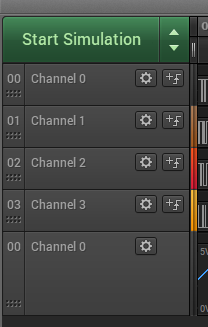 Start Simulation
00 Channel 0
01 Channel 1
02 Channel 2
03 Channel 3
00 Channel 0
5V
0V